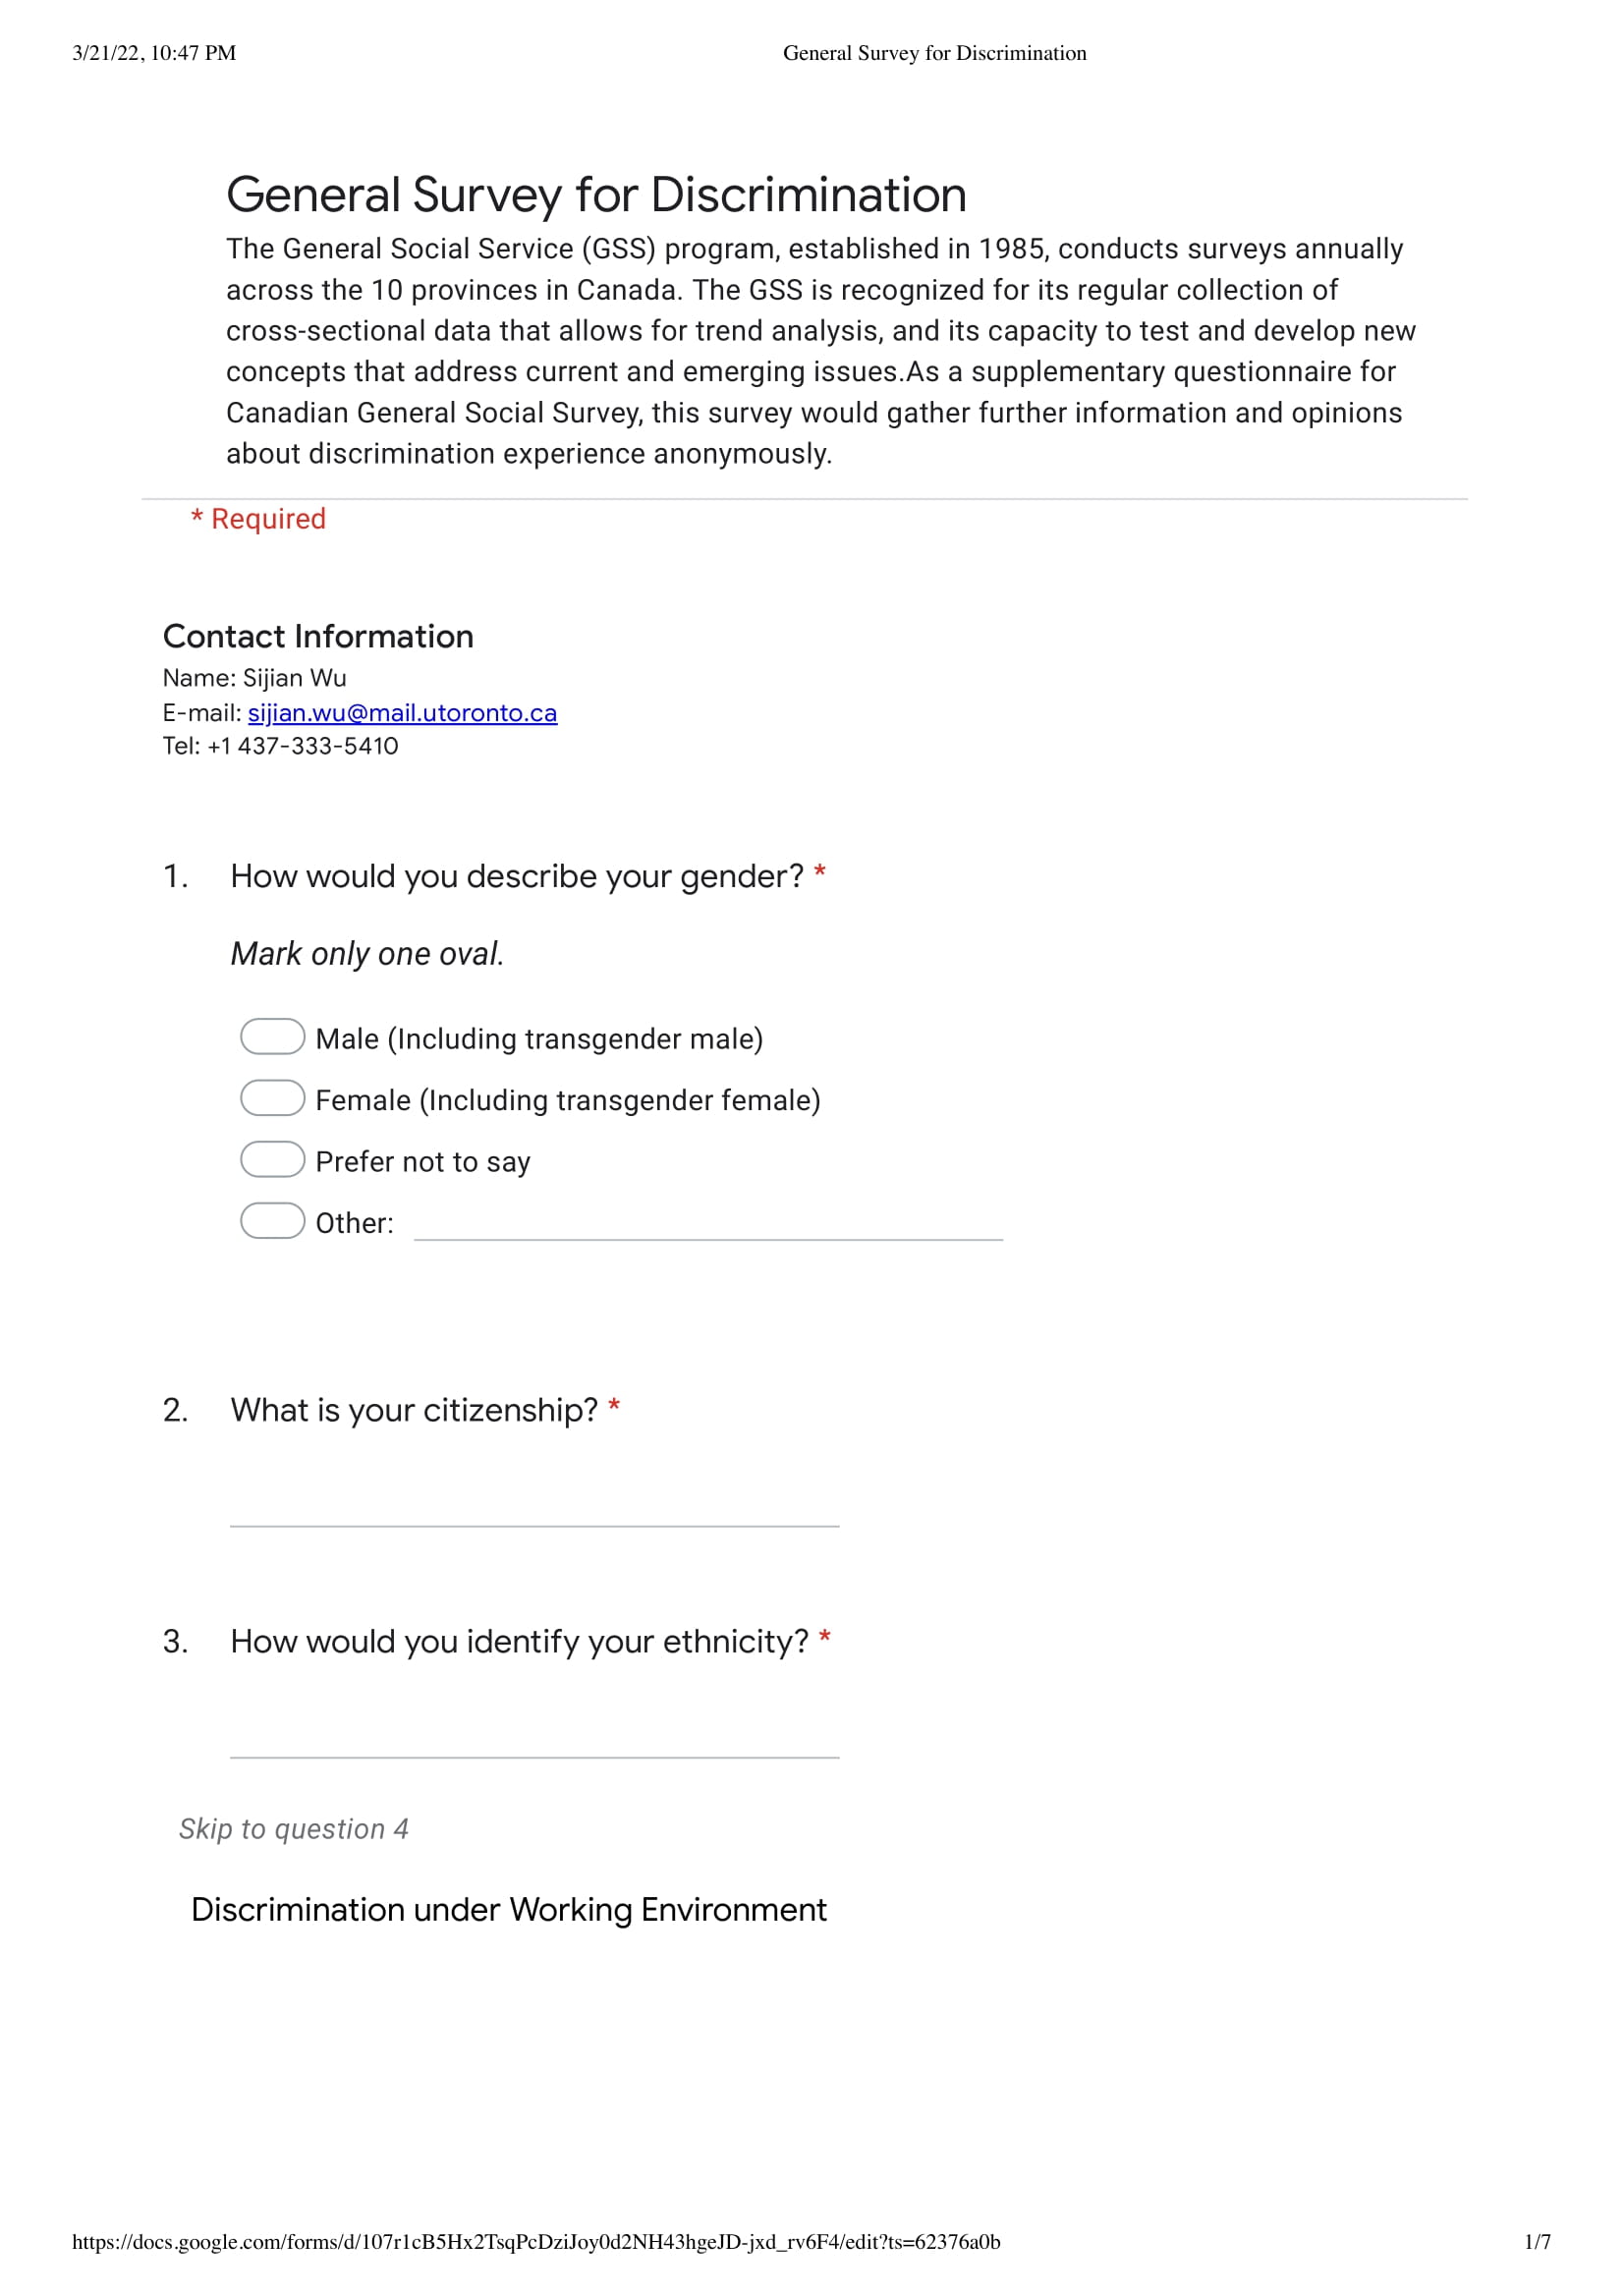 3/21/22, 10:47 PM
General Survey for Discrimination
General Survey for Discrimination
The General Social Service (GSS) program, established in 1985, conducts surveys annually
across the 10 provinces in Canada. The GSS is recognized for its regular collection of
cross-sectional data that allows for trend analysis, and its capacity to test and develop new
concepts that address current and emerging issues.As a supplementary questionnaire for
Canadian General Social Survey, this survey would gather further information and opinions
about discrimination experience anonymously.
* Required
Contact Information
Name: Sijian Wu
E-mail: sijian.wu@mail.utoronto.ca
Tel: +1 437-333-5410
1. How would you describe your gender? *
Mark only one oval.
Male (Including transgender male)
Female (Including transgender female)
Prefer not to say
Other:
2. What is your citizenship? *
3. How would you identify your ethnicity? *
Skip to question 4
Discrimination under Working Environment
https://docs.google.com/forms/d/107r1cB5Hx2TsqPcDziJoy0d2NH43hgeJD-jxd_rv6F4/edit?ts=62376a0b
1/7